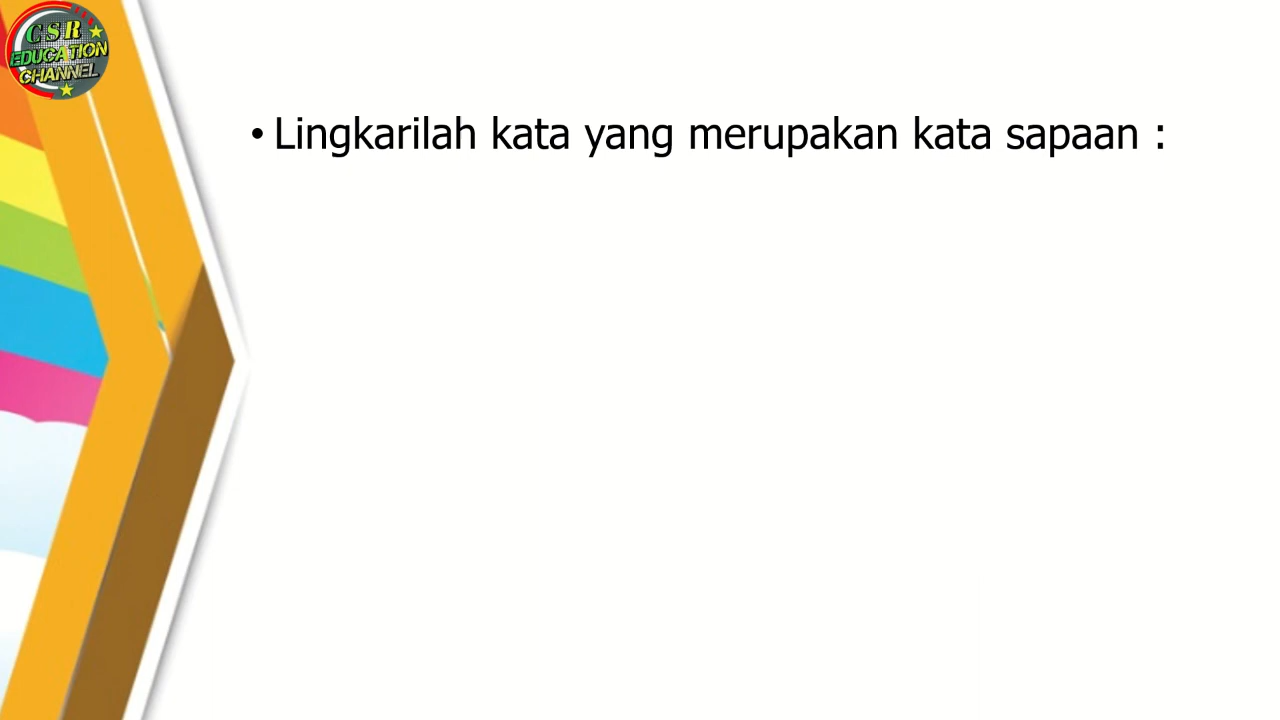 CSR
EDUCATION
CHANNEL
• Lingkarilah kata yang merupakan kata sapaan :